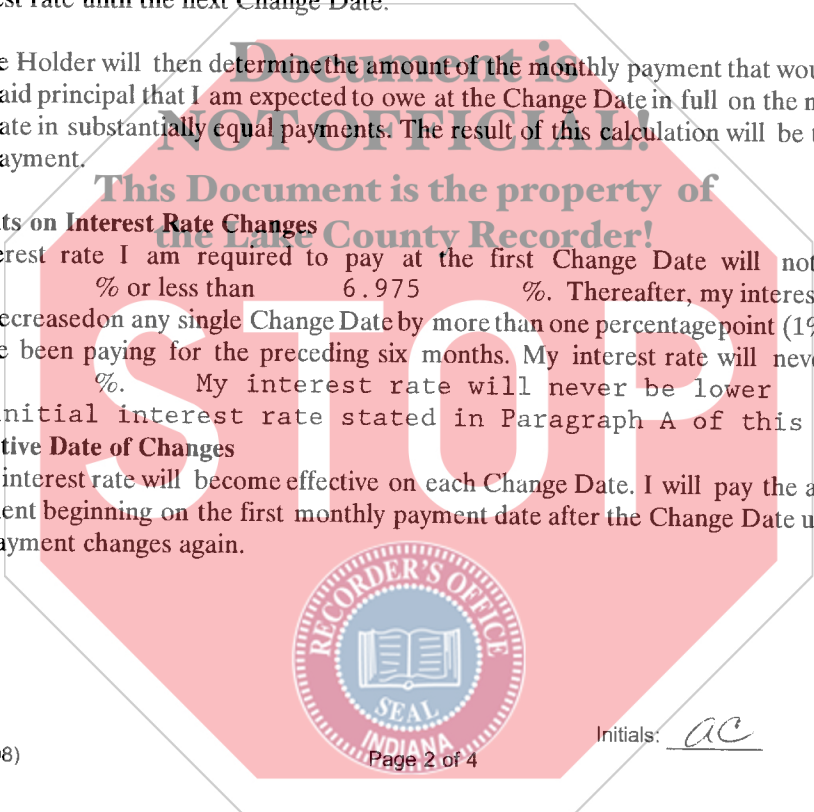 est rate until the next Change Date.
Document is
e Holder will then determine the amount of the monthly payment that wou
aid principal that I am expected to owe at the Change Date in full on the m
NOT OFFICIAL!
ate in substantially equal payments. The result of this calculation will be t
ayment.
This Document is the property of
ts on Interest Rate Changes
the Lake County Recorder!
erest rate I am required to pay at the first Change Date will not
% or less than 6.975 %. Thereafter, my interes
ecreased on any single Change Date by more than one percentage point (1%
e been paying for the preceding six months. My interest rate will neve
%. My interest rate will never be lower
nitial interest rate stated in Paragraph A of this
STOP
tive Date of Changes
interest rate will become effective on each Change Date. I will pay the a
ent beginning on the first monthly payment date after the Change Date u
ayment changes again.
RECORDER'S OFFICE
SEAL
INDIANA
Initials: ac
08)
Page 2 of 4